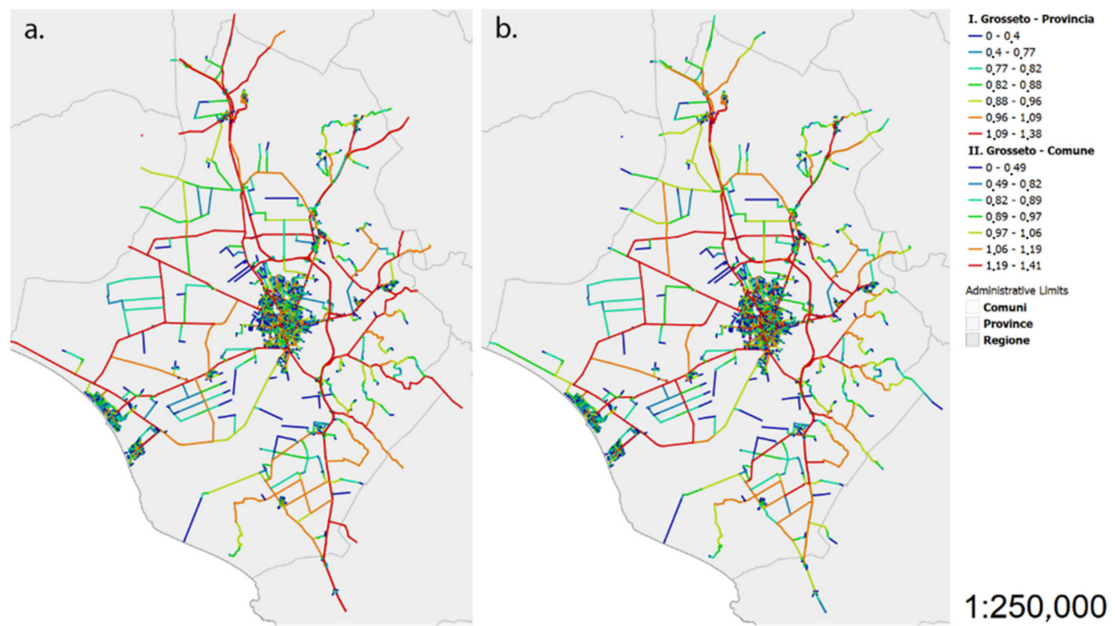 a.
b.
I. Grosseto - Provincia
0 - 0,4
0,4 - 0,77
0,77 - 0,82
0,82 - 0,88
0,88 - 0,96
0,96 - 1,09
1,09 - 1,38
II. Grosseto - Comune
0 - 0,49
0,49 - 0,82
0,82 - 0,89
0,89 - 0,97
0,97 - 1,06
1,06 - 1,19
1,19 - 1,41
Administrative Limits
Comuni
Province
Regione
1:250,000